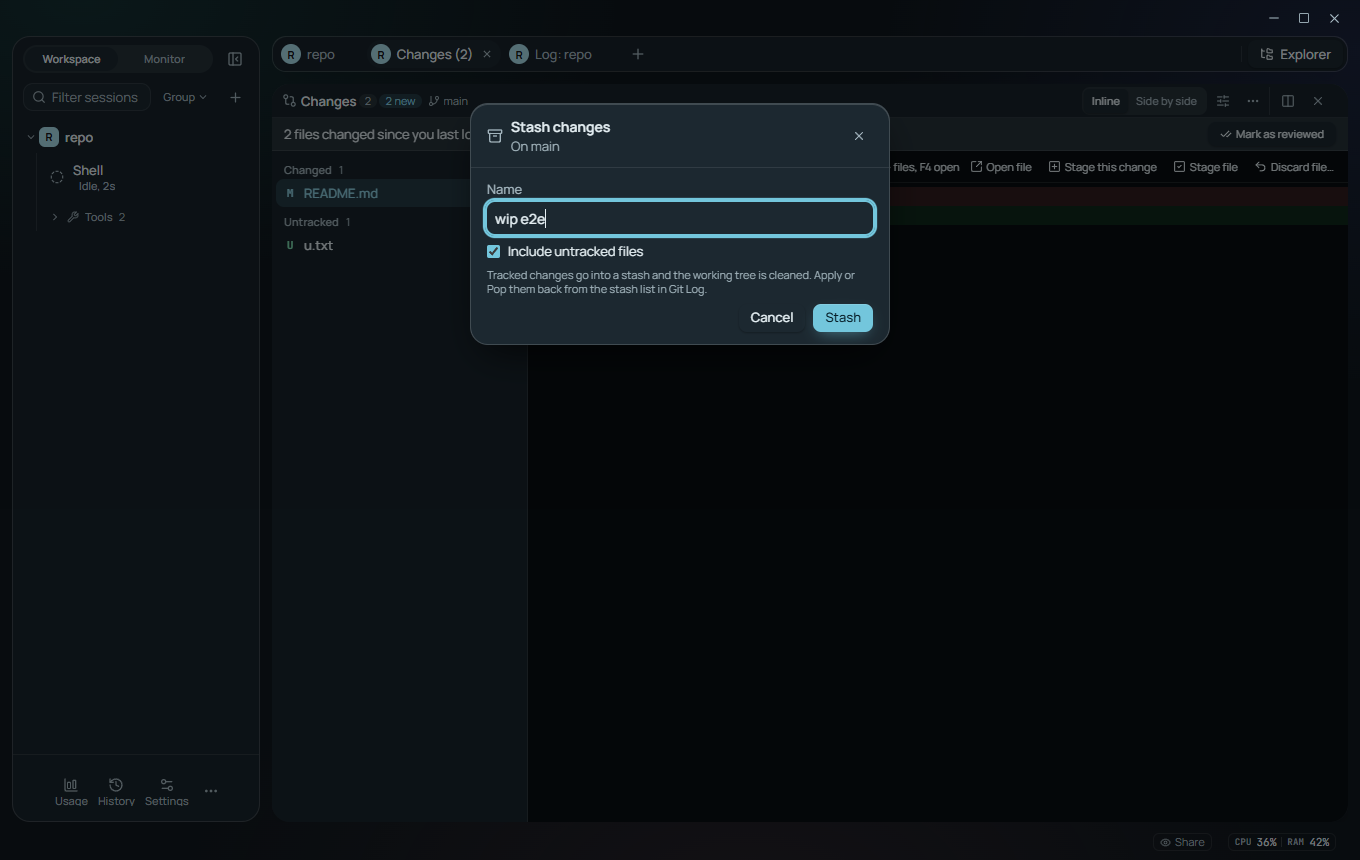 Workspace
Monitor
R repo
R Changes (2)
R Log: repo
Explorer
Filter sessions
Group
R repo
Shell
Idle, 2s
Tools 2
Changes 2 2 new main
Inline
Side by side
2 files changed since you last lo
Mark as reviewed
Changed 1
M README.md
Untracked 1
U u.txt
files, F4 open
Open file
Stage this change
Stage file
Discard file...
Stash changes
On main
Name
wip e2e
Include untracked files
Tracked changes go into a stash and the working tree is cleaned. Apply or
Pop them back from the stash list in Git Log.
Cancel
Stash
Usage
History
Settings
Share
CPU 36% RAM 42%